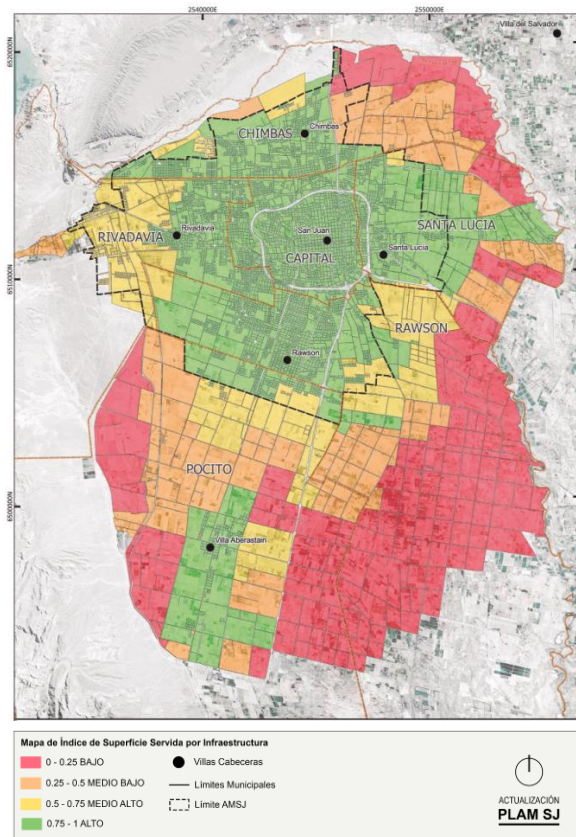 2540000E
2550000E
Villa del Salvador
6520000N
CHIMBAS
Chimbas
RIVADAVIA
Rivadavia
San Juan
CAPITAL
SANTA LUCIA
Santa Lucia
6510000N
RAWSON
Rawson
POCITO
6500000N
Villa Aberastain
Mapa de Índice de Superficie Servida por Infraestructura
0 - 0.25 BAJO
0.25 - 0.5 MEDIO BAJO
0.5 - 0.75 MEDIO ALTO
0.75 - 1 ALTO
Villas Cabeceras
Límites Municipales
Límite AMSJ
ACTUALIZACIÓN
PLAM SJ